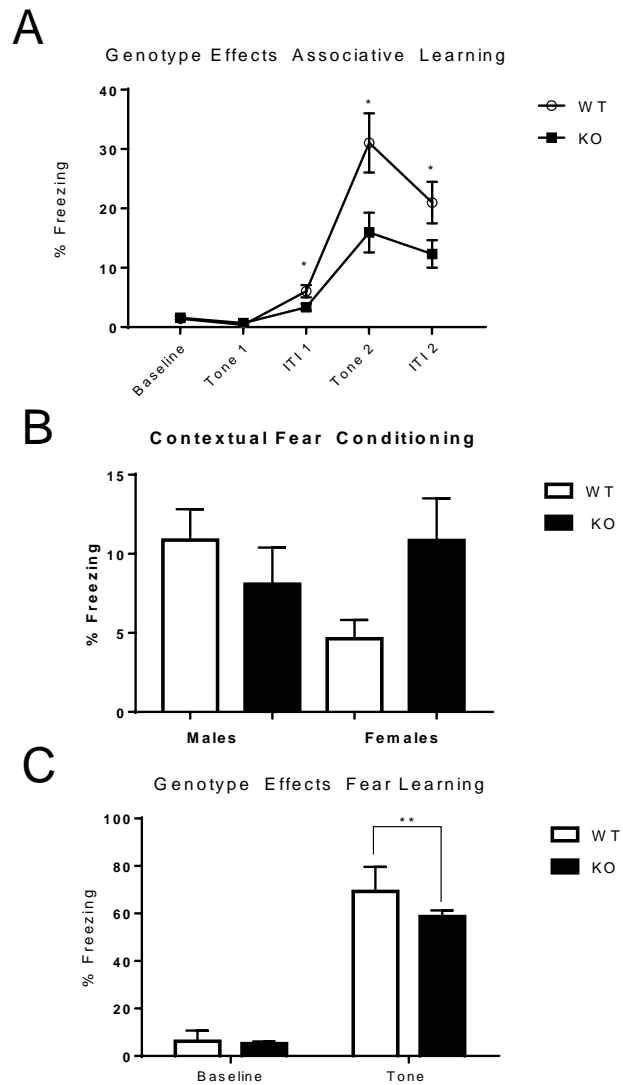 A
Genotype Effects Associative Learning
40
30
20
10
0
% Freezing
*
*
*
Baseline
Tone 1
ITI 1
Tone 2
ITI 2
WT
KO
B
Contextual Fear Conditioning
15
10
5
0
% Freezing
Males
Females
WT
KO
C
Genotype Effects Fear Learning
100
80
60
40
20
0
% Freezing
**
Baseline
Tone
WT
KO